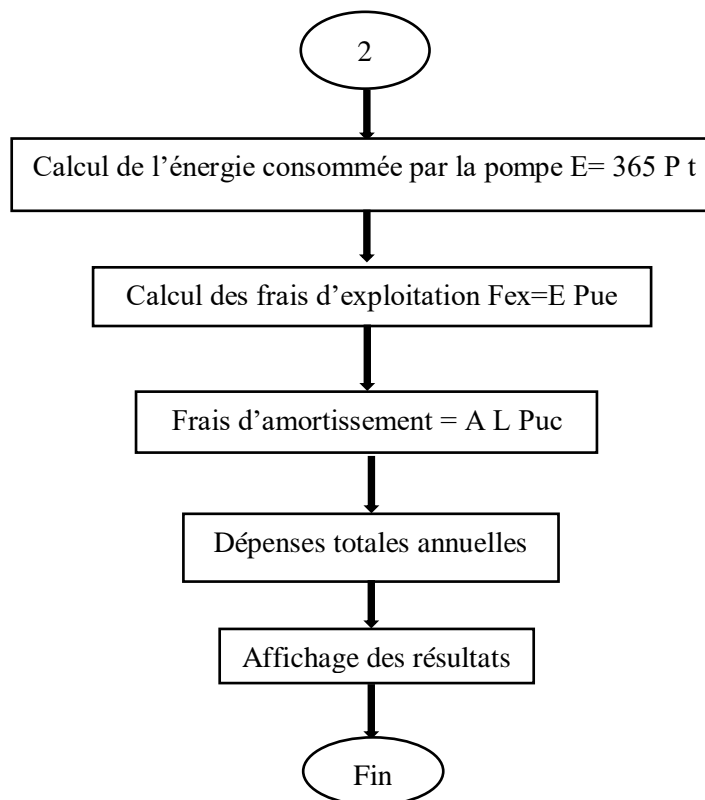 2
Calcul de l’énergie consommée par la pompe E= 365 P t
Calcul des frais d’exploitation Fex=E Pue
Frais d’amortissement = A L Puc
Dépenses totales annuelles
Affichage des résultats
Fin